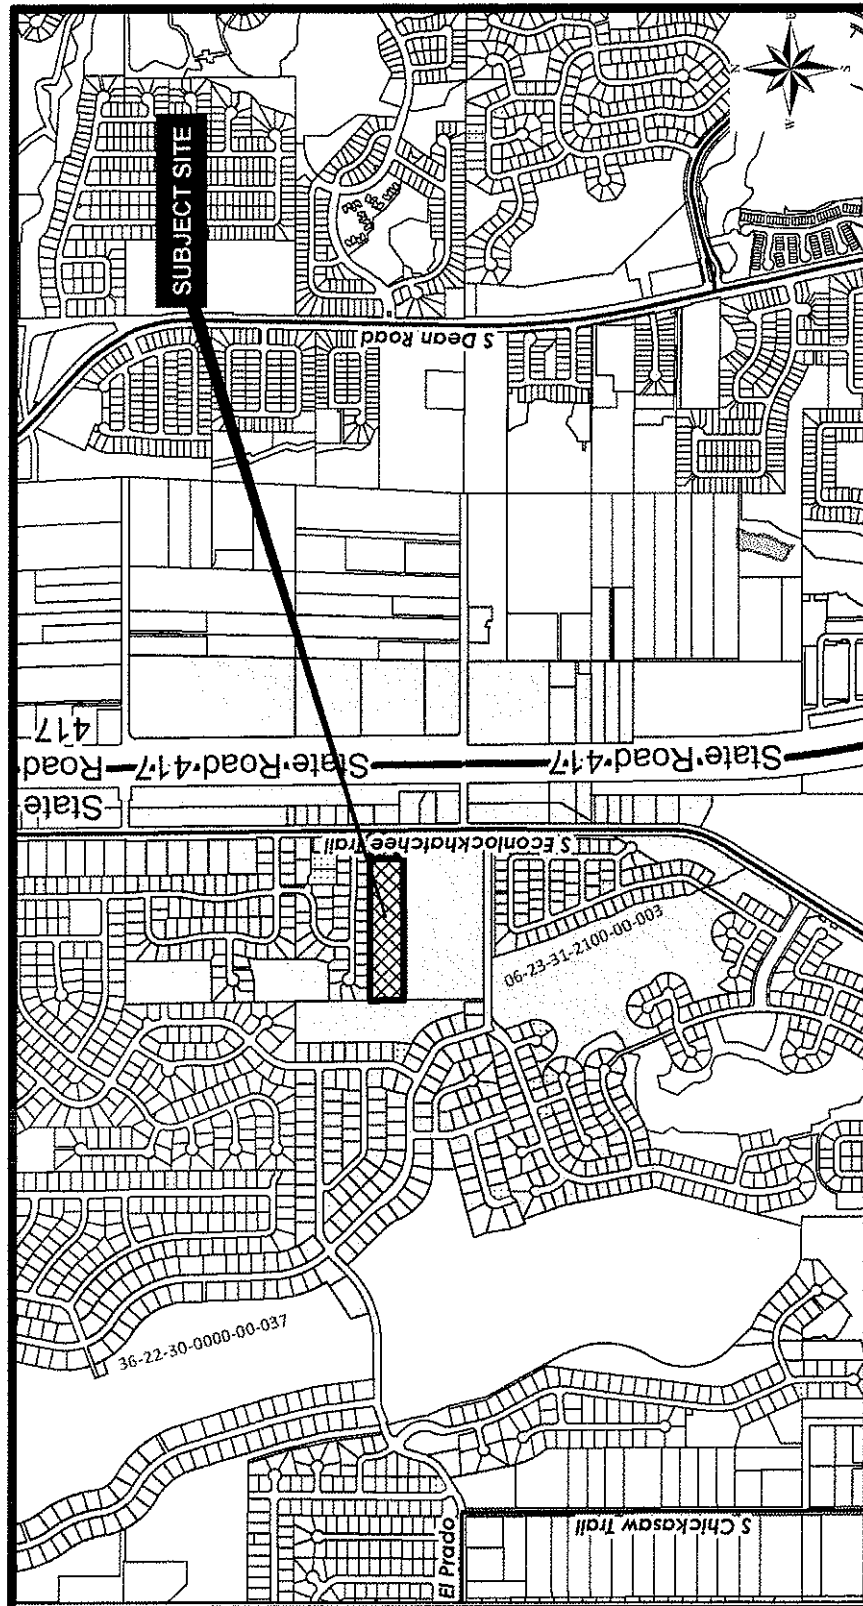 SUBJECT SITE
S Dean Road
State
Road
417
State Road 417
State Road 417
S Econlockhatchee Trail
06-23-31-2100-00-003
36-22-30-0000-00-037
El Prado
S Chickasaw Trail
N
S
W